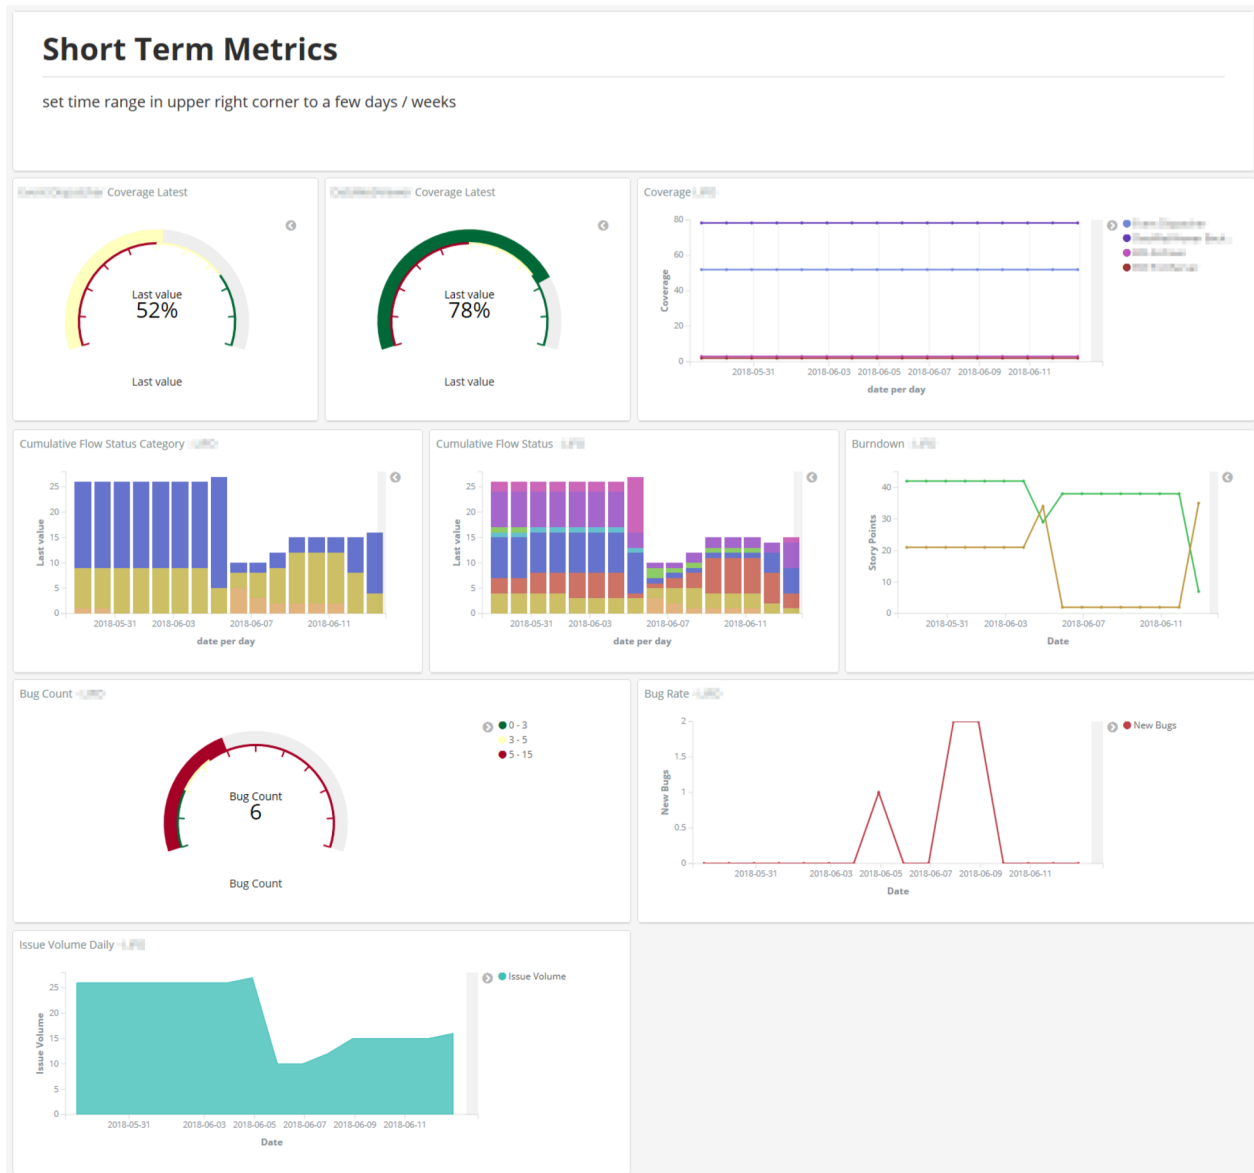 Short Term Metrics
set time range in upper right corner to a few days / weeks
Coverage Latest
Last value
52%
Last value
Coverage Latest
Last value
78%
Last value
Coverage
80
60
40
20
0
Coverage
2018-05-31 2018-06-03 2018-06-05 2018-06-07 2018-06-09 2018-06-11
date per day
Cumulative Flow Status Category
25
20
15
10
5
0
Last value
2018-05-31 2018-06-03 2018-06-07 2018-06-11
date per day
Cumulative Flow Status
25
20
15
10
5
0
Last value
2018-05-31 2018-06-03 2018-06-07 2018-06-11
date per day
Burndown
40
30
20
10
0
Story Points
2018-05-31 2018-06-03 2018-06-07 2018-06-11
Date
Bug Count
Bug Count
6
Bug Count
0 - 3
3 - 5
5 - 15
Bug Rate
2
1.5
1
0.5
0
New Bugs
2018-05-31 2018-06-03 2018-06-05 2018-06-07 2018-06-09 2018-06-11
Date
New Bugs
Issue Volume Daily
25
20
15
10
5
0
Issue Volume
2018-05-31 2018-06-03 2018-06-05 2018-06-07 2018-06-09 2018-06-11
Date
Issue Volume